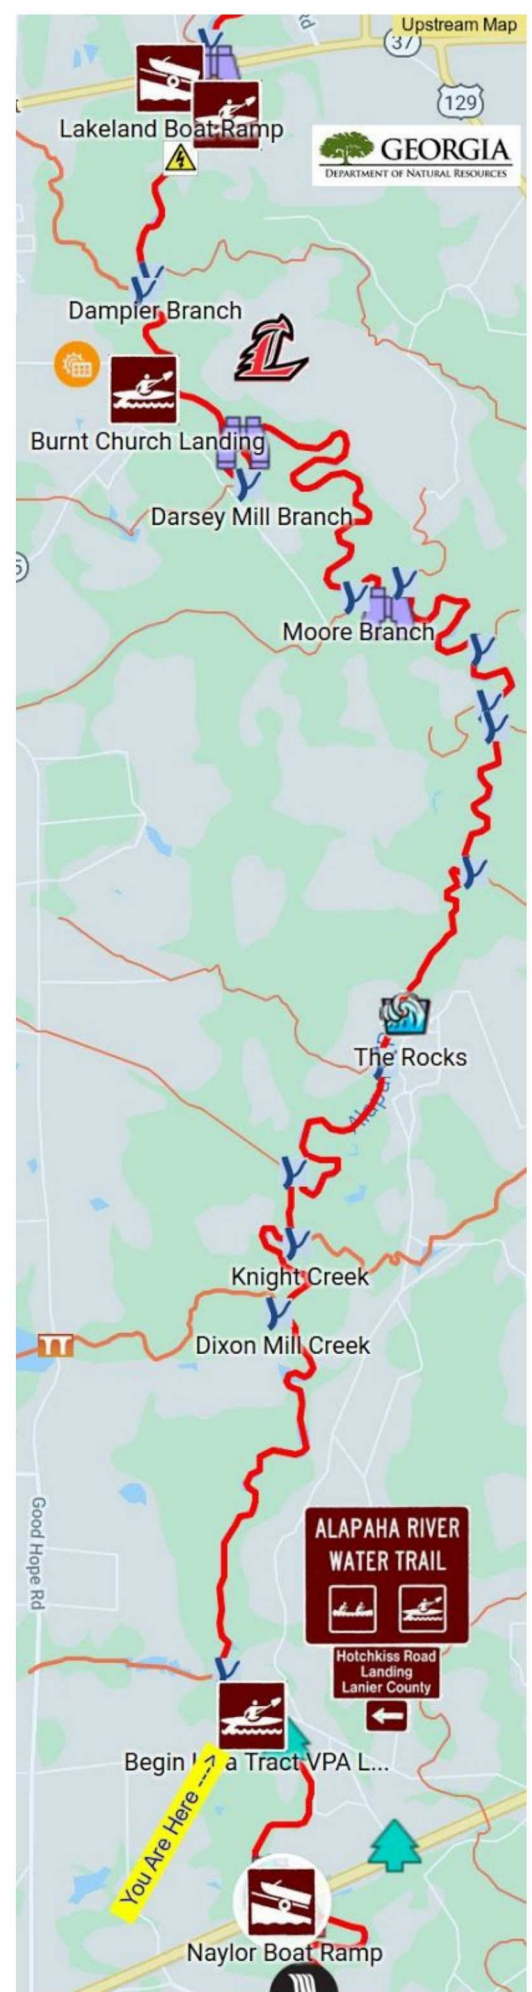 Upstream Map
Rd
37
129
Lakeland Boat Ramp
GEORGIA
DEPARTMENT OF NATURAL RESOURCES
Dampier Branch
L
Burnt Church Landing
Darsey Mill Branch
Moore Branch
The Rocks
Knight Creek
Dixon Mill Creek
Good Hope Rd
ALAPAHA RIVER
WATER TRAIL
Hotchkiss Road
Landing
Lanier County
Begin Tract VPA L...
You Are Here --->
Naylor Boat Ramp